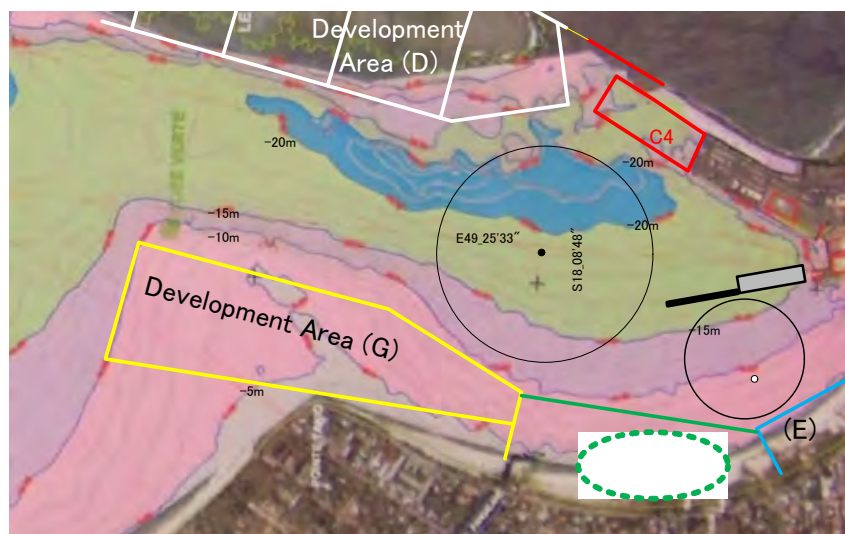 Development
Area (D)
C4
-20m
-20m
-20m
-15m
-10m
E49_25'33"
S18_08'48"
Development Area (G)
-15m
-5m
(E)